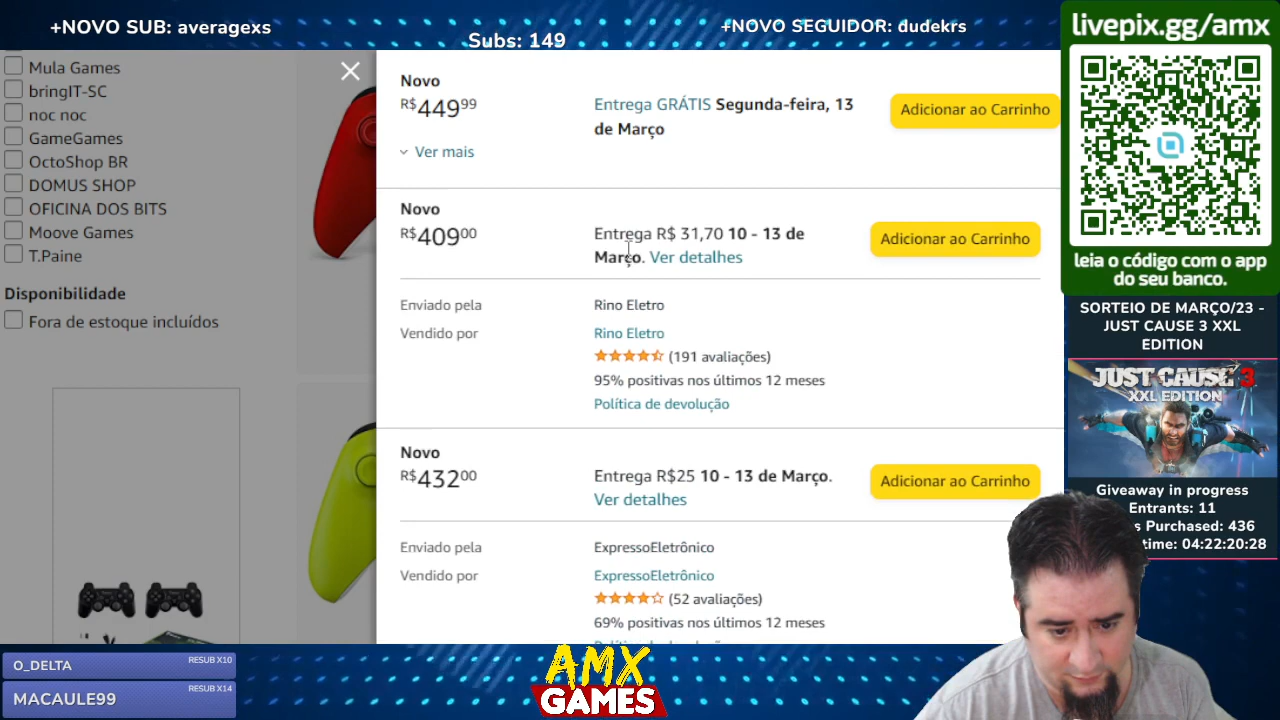 +NOVO SUB: averagexs
Subs: 149
+NOVO SEGUIDOR: dudekrs
livepix.gg/amx
leia o código com o app
do seu banco.
SORTEIO DE MARÇO/23 -
JUST CAUSE 3 XXL
EDITION
JUST CAUSE 3
XXL EDITION
Giveaway in progress
Entrants: 11
Purchased: 436
time: 04:22:20:28
Mula Games
bringIT-SC
noc noc
GameGames
OctoShop BR
DOMUS SHOP
OFICINA DOS BITS
Moove Games
T.Paine
Disponibilidade
Fora de estoque incluídos
Novo
R$44999
Entrega GRÁTIS Segunda-feira, 13
de Março
Adicionar ao Carrinho
Ver mais
Novo
R$40900
Entrega R$ 31,70 10 - 13 de
Março. Ver detalhes
Adicionar ao Carrinho
Enviado pela
Rino Eletro
Vendido por
Rino Eletro
(191 avaliações)
95% positivas nos últimos 12 meses
Política de devolução
Novo
R$43200
Entrega R$25 10 - 13 de Março.
Ver detalhes
Adicionar ao Carrinho
Enviado pela
ExpressoEletrônico
Vendido por
ExpressoEletrônico
(52 avaliações)
69% positivas nos últimos 12 meses
O_DELTA
RESUB X10
MACAULE99
RESUB X14
AMX
GAMES